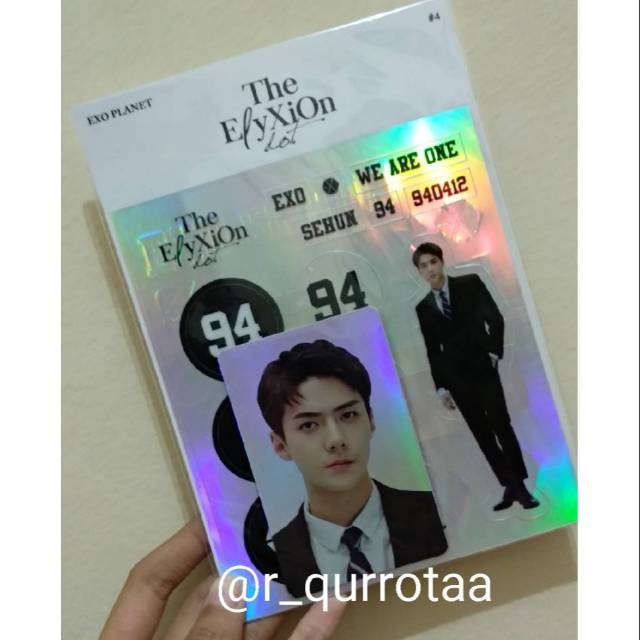 EXO PLANET
#4
The
ElyXiOn
dot
EXO WE ARE ONE
SEHUN 94 940412
The
ElyXiOn
dot
94
94
@r_qurrotaa